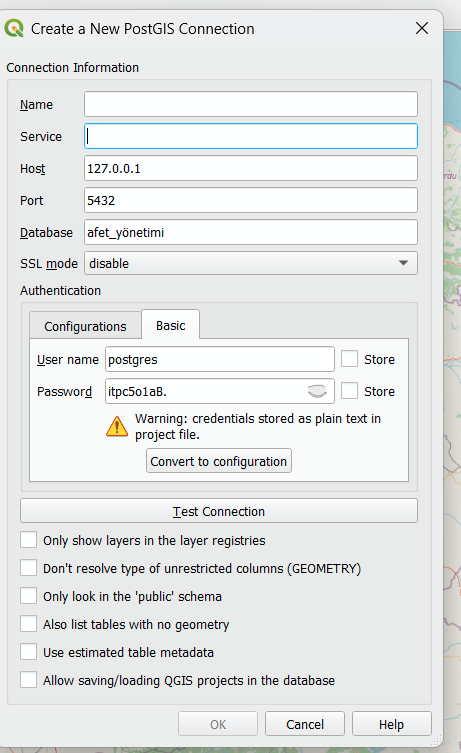 Create a New PostGIS Connection
Connection Information
Name
Service
Host 127.0.0.1
Port 5432
Database afet_yönetimi
SSL mode disable
Authentication
Configurations Basic
User name postgres Store
Password itpc5o1aB. Store
Warning: credentials stored as plain text in
project file.
Convert to configuration
Test Connection
Only show layers in the layer registries
Don't resolve type of unrestricted columns (GEOMETRY)
Only look in the 'public' schema
Also list tables with no geometry
Use estimated table metadata
Allow saving/loading QGIS projects in the database
OK Cancel Help